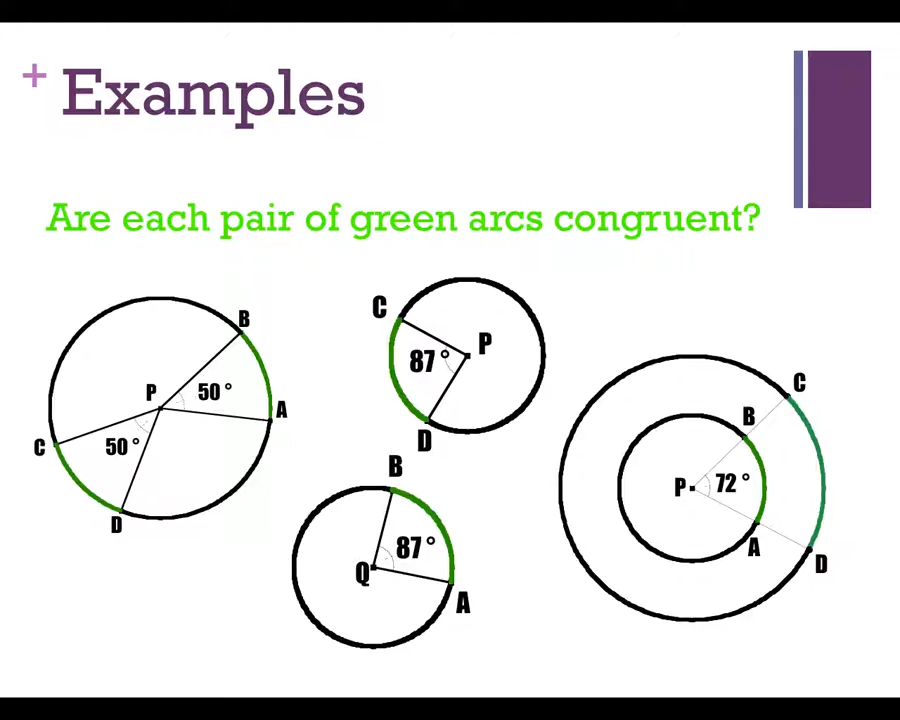 + Examples
Are each pair of green arcs congruent?
B
P
50°
A
C
50°
D
C
P
87°
D
B
87°
Q
A
C
B
P
72°
A
D